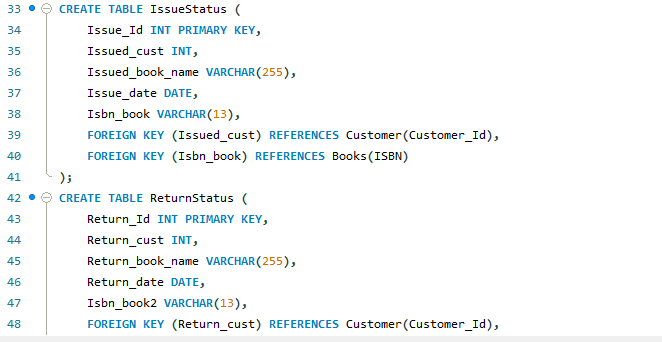 33 CREATE TABLE IssueStatus (
34 Issue_Id INT PRIMARY KEY,
35 Issued_cust INT,
36 Issued_book_name VARCHAR(255),
37 Issue_date DATE,
38 Isbn_book VARCHAR(13),
39 FOREIGN KEY (Issued_cust) REFERENCES Customer(Customer_Id),
40 FOREIGN KEY (Isbn_book) REFERENCES Books(ISBN)
41 );
42 CREATE TABLE ReturnStatus (
43 Return_Id INT PRIMARY KEY,
44 Return_cust INT,
45 Return_book_name VARCHAR(255),
46 Return_date DATE,
47 Isbn_book2 VARCHAR(13),
48 FOREIGN KEY (Return_cust) REFERENCES Customer(Customer_Id),